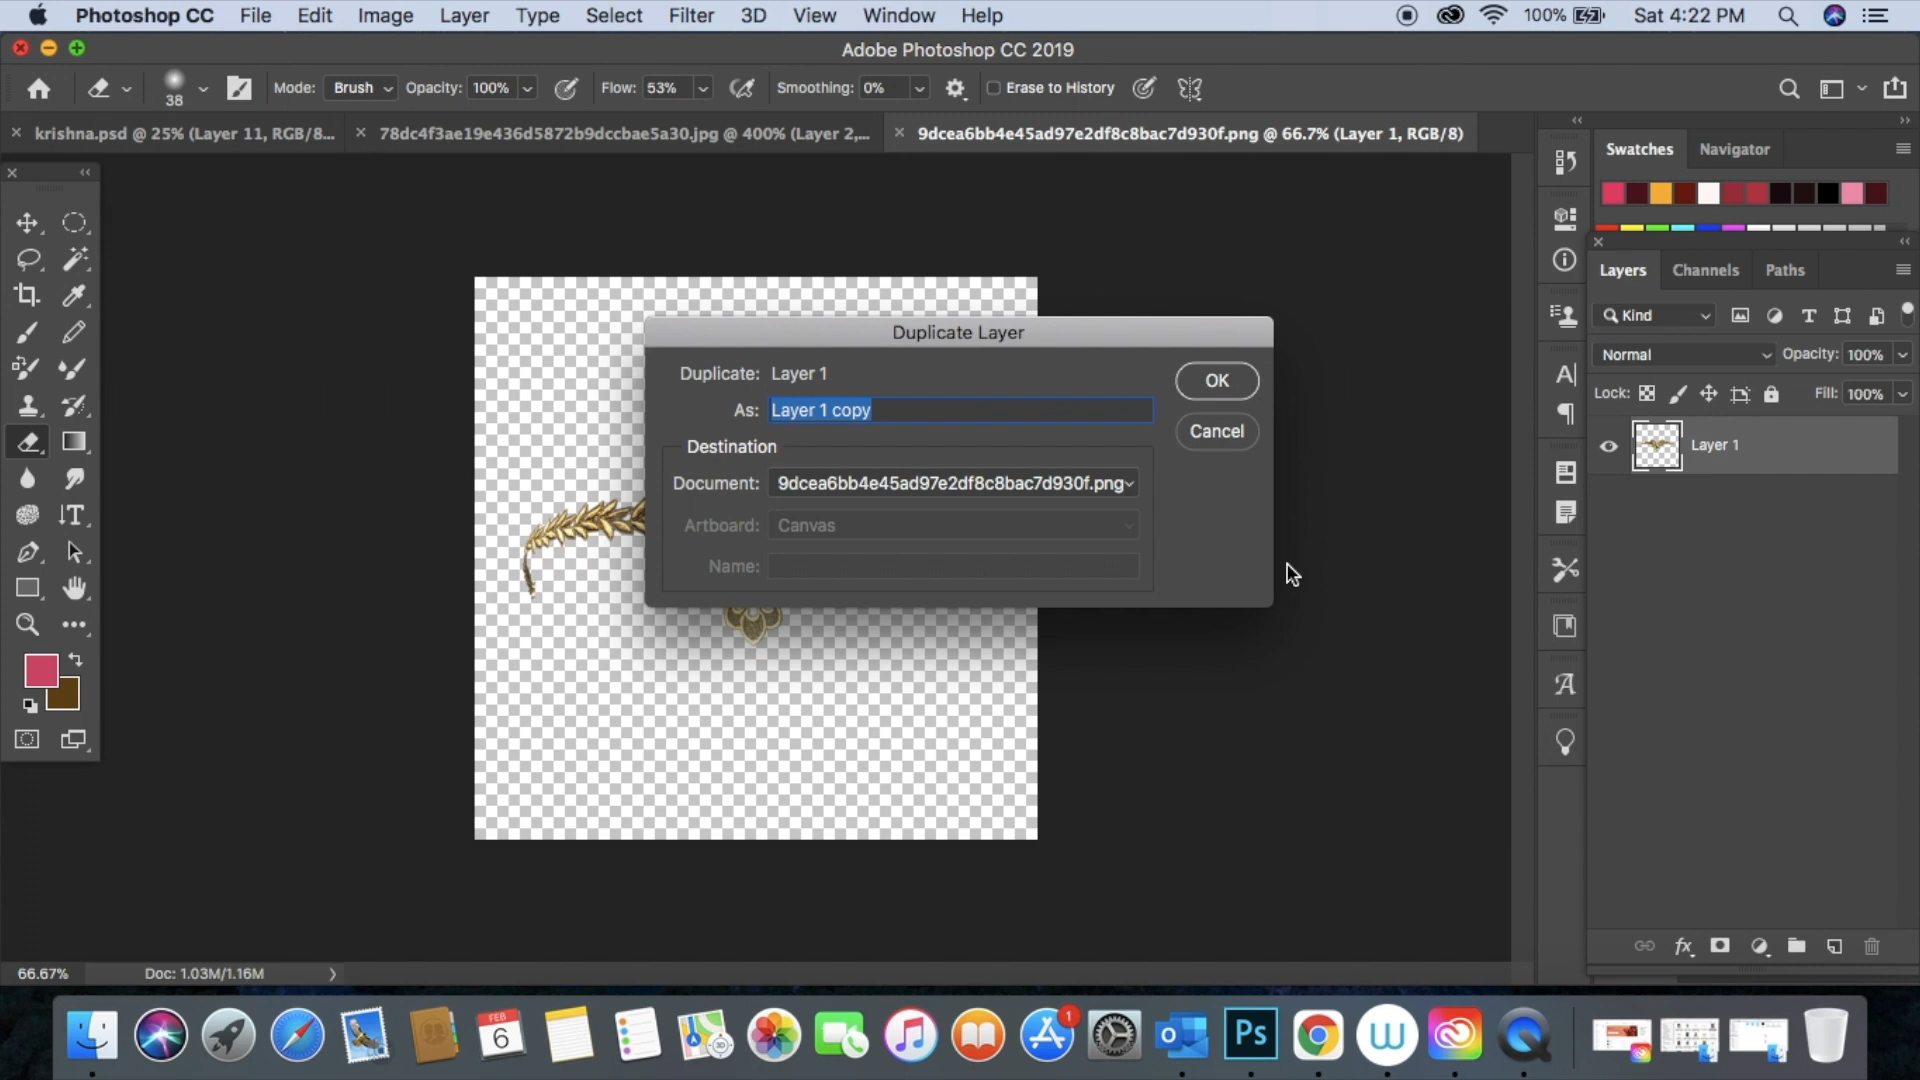 Photoshop CC File Edit Image Layer Type Select Filter 3D View Window Help 100% Sat 4:22 PM
Adobe Photoshop CC 2019
38 Mode: Brush Opacity: 100% Flow: 53% Smoothing: 0% Erase to History
krishna.psd @ 25% (Layer 11, RGB/8... 78dc4f3ae19e436d5872b9dccbae5a30.jpg @ 400% (Layer 2,... 9dcea6bb4e45ad97e2df8c8bac7d930f.png @ 66.7% (Layer 1, RGB/8)
Swatches Navigator
Layers Channels Paths
Kind
Normal Opacity: 100%
Lock: Fill: 100%
Layer 1
Duplicate Layer
Duplicate: Layer 1
OK
As: Layer 1 copy
Cancel
Destination
Document: 9dcea6bb4e45ad97e2df8c8bac7d930f.png
Artboard: Canvas
Name:
fx
66.67% Doc: 1.03M/1.16M
FEB
6
1
Ps